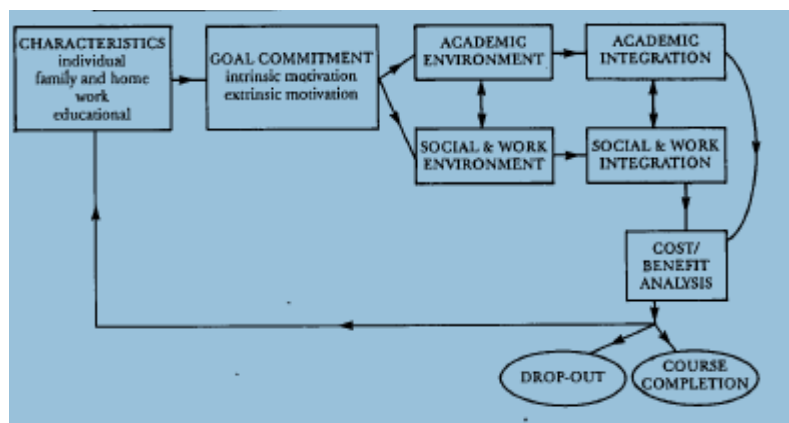 CHARACTERISTICS
individual
family and home
work
educational
GOAL COMMITMENT
intrinsic motivation
extrinsic motivation
ACADEMIC
ENVIRONMENT
ACADEMIC
INTEGRATION
SOCIAL & WORK
ENVIRONMENT
SOCIAL & WORK
INTEGRATION
COST/
BENEFIT
ANALYSIS
DROP-OUT
COURSE
COMPLETION